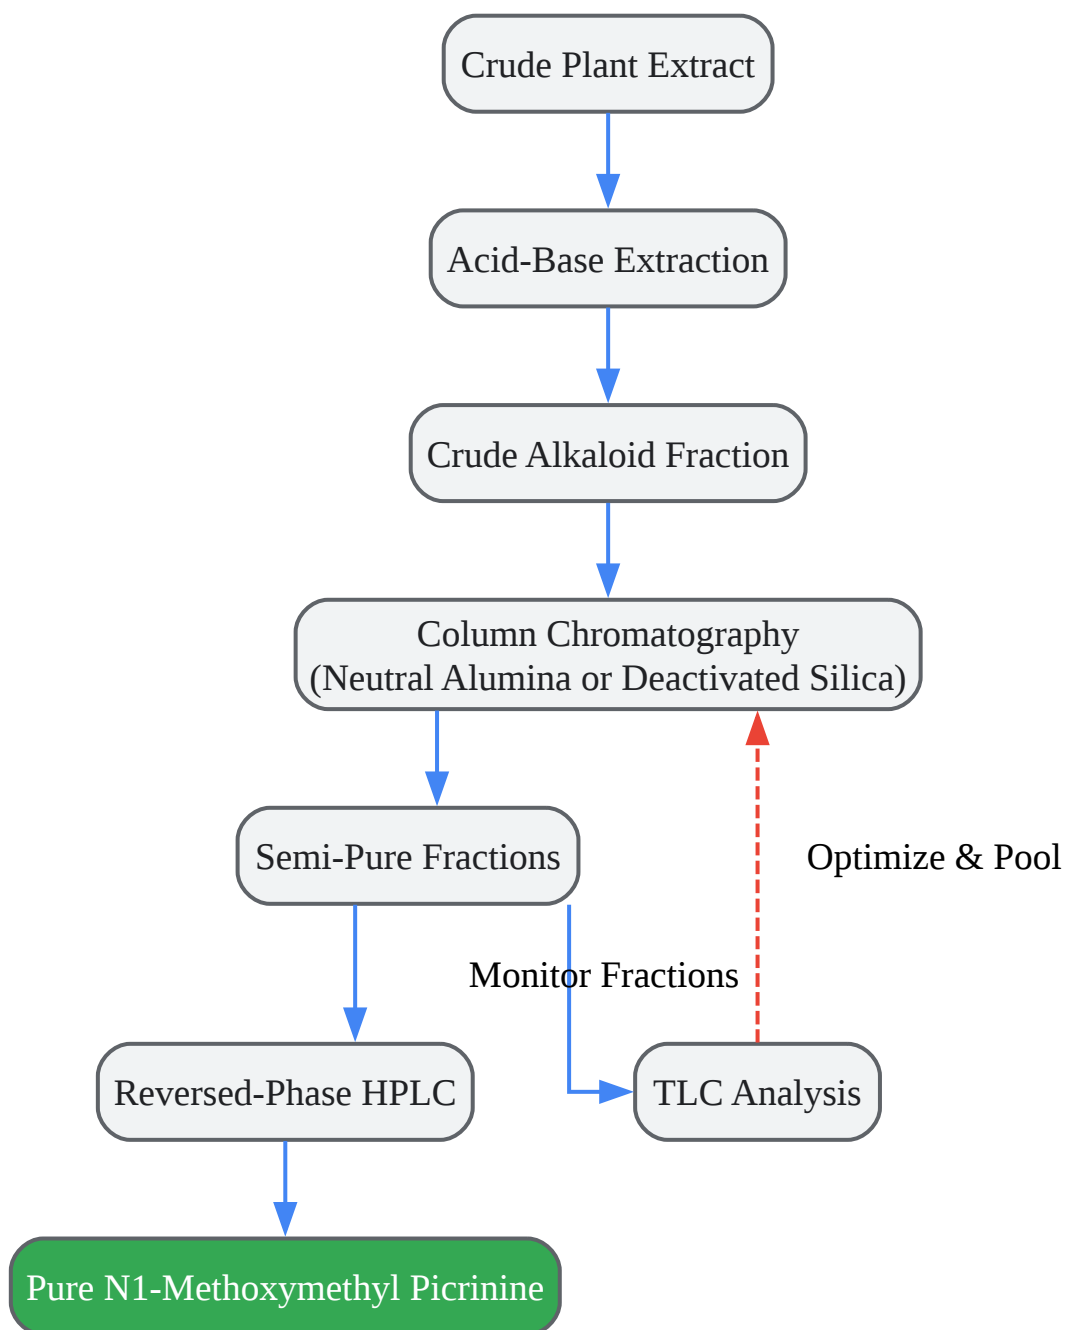 Crude Plant Extract
Acid-Base Extraction
Crude Alkaloid Fraction
Column Chromatography
(Neutral Alumina or Deactivated Silica)
Semi-Pure Fractions
Optimize & Pool
Monitor Fractions
Reversed-Phase HPLC
TLC Analysis
Pure N1-Methoxymethyl Picrinine